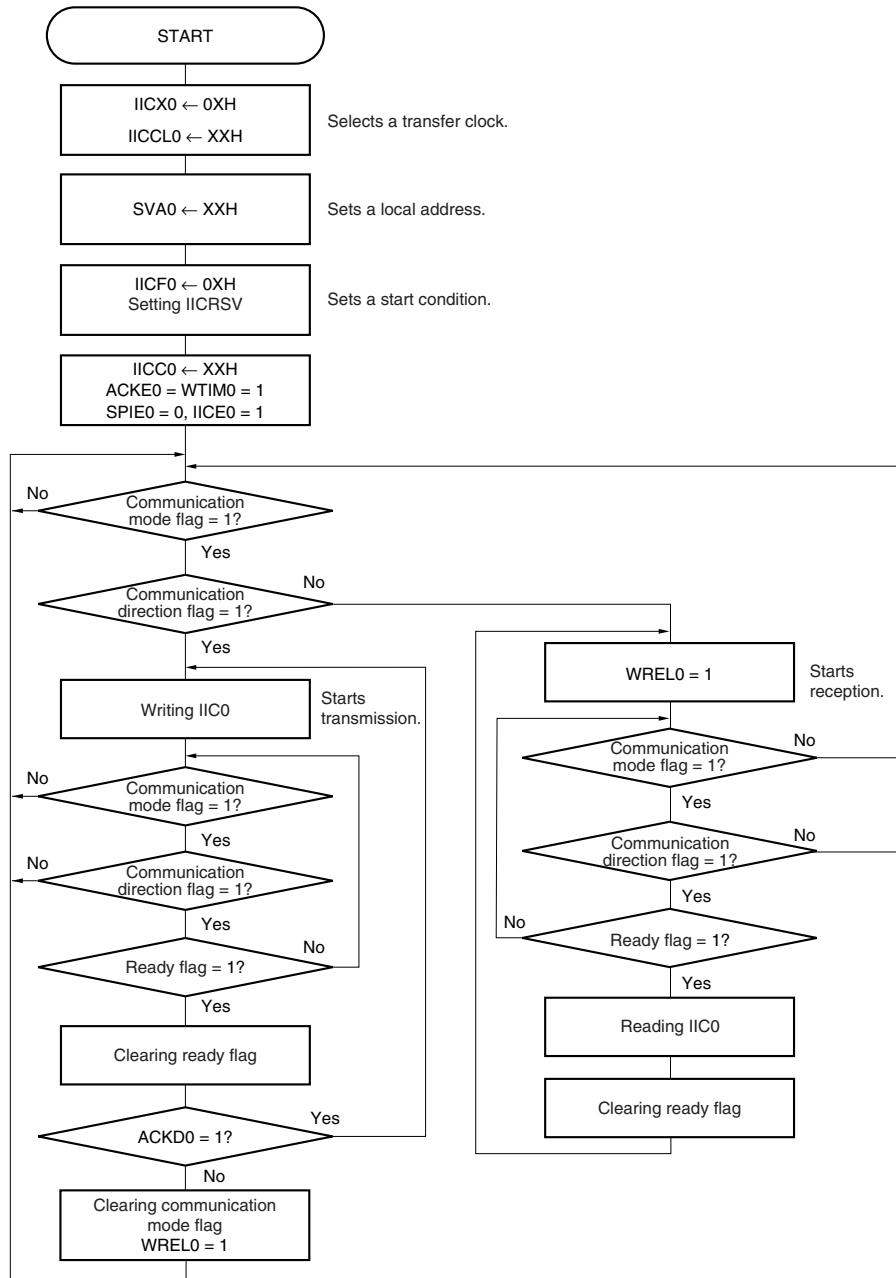 START
IICX0 ← 0XH
IICCL0 ← XXH
Selects a transfer clock.
SVA0 ← XXH
Sets a local address.
IICF0 ← 0XH
Setting IICRSV
Sets a start condition.
IICC0 ← XXH
ACKE0 = WTIM0 = 1
SPIE0 = 0, IICE0 = 1
No
Communication
mode flag = 1?
Yes
Communication
direction flag = 1?
No
Yes
Writing IIC0
Starts
transmission.
No
Communication
mode flag = 1?
Yes
No
Communication
direction flag = 1?
Yes
Ready flag = 1?
No
Yes
Clearing ready flag
ACKD0 = 1?
Yes
No
Clearing communication
mode flag
WREL0 = 1
WREL0 = 1
Starts
reception.
Communication
mode flag = 1?
No
Yes
Communication
direction flag = 1?
No
Yes
No
Ready flag = 1?
Yes
Reading IIC0
Clearing ready flag